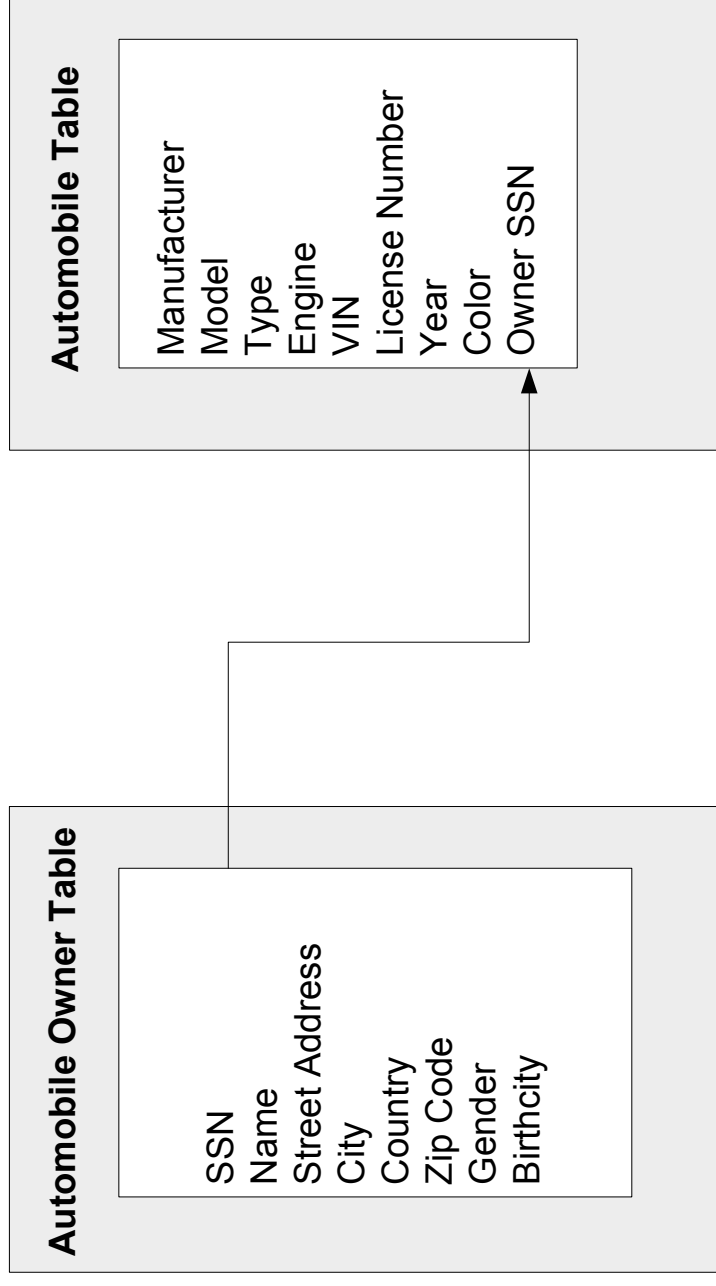 Automobile Owner Table
SSN
Name
Street Address
City
Country
Zip Code
Gender
Birthcity
Automobile Table
Manufacturer
Model
Type
Engine
VIN
License Number
Year
Color
Owner SSN